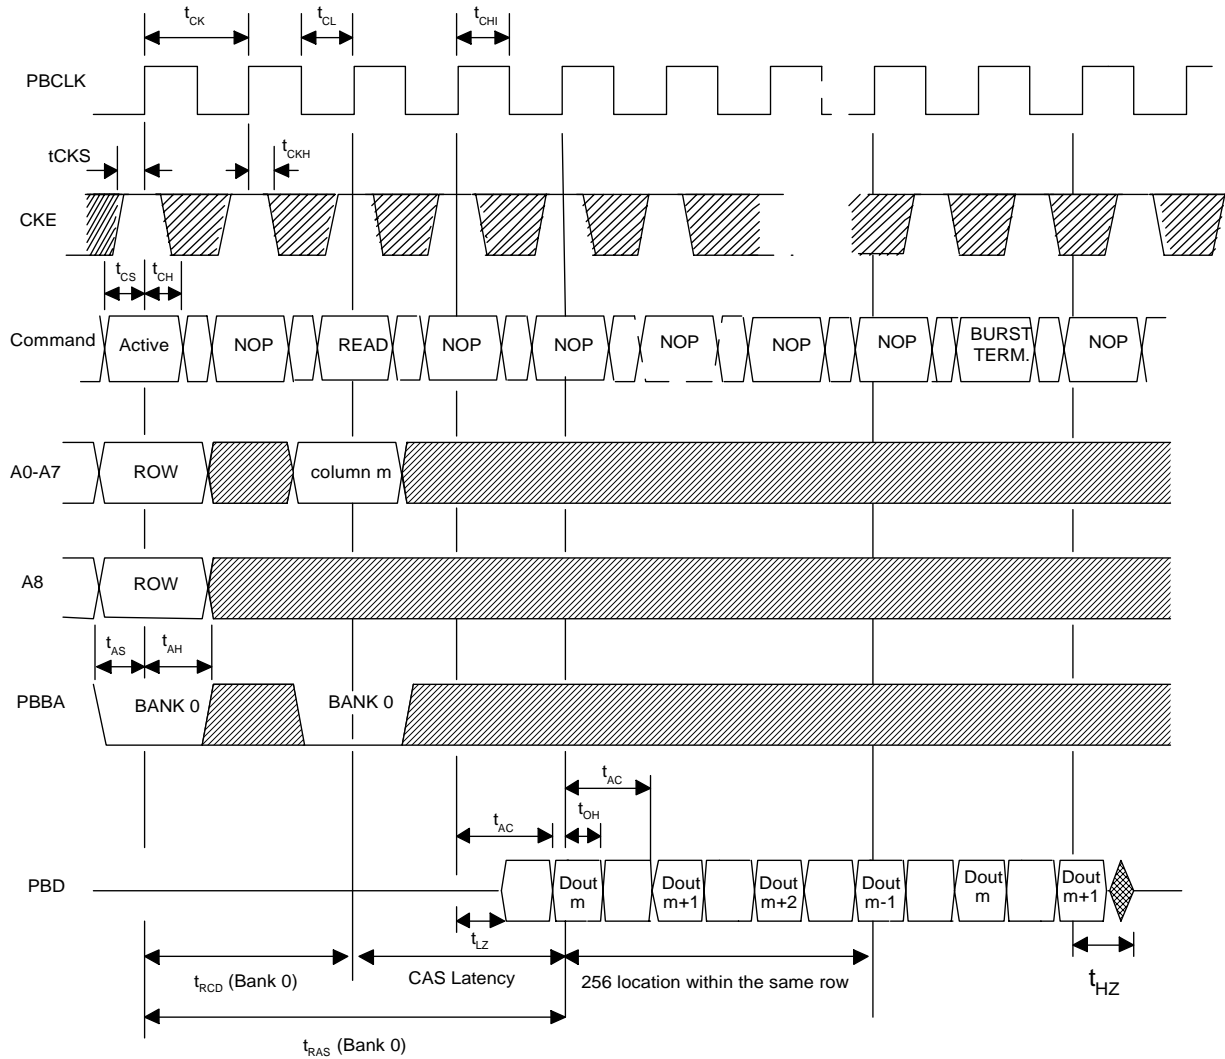 tCK
tCL
tCHI
PBCLK
tCKS
tCKH
CKE
tCS
tCH
Command
Active
NOP
READ
NOP
NOP
NOP
NOP
NOP
BURST
TERM.
NOP
A0-A7
ROW
column m
A8
ROW
tAS
tAH
PBBA
BANK 0
BANK 0
tAC
tOH
tAC
PBD
Dout
m
Dout
m+1
Dout
m+2
Dout
m-1
Dout
m
Dout
m+1
tLZ
tRCD (Bank 0)
CAS Latency
256 location within the same row
tHZ
tRAS (Bank 0)